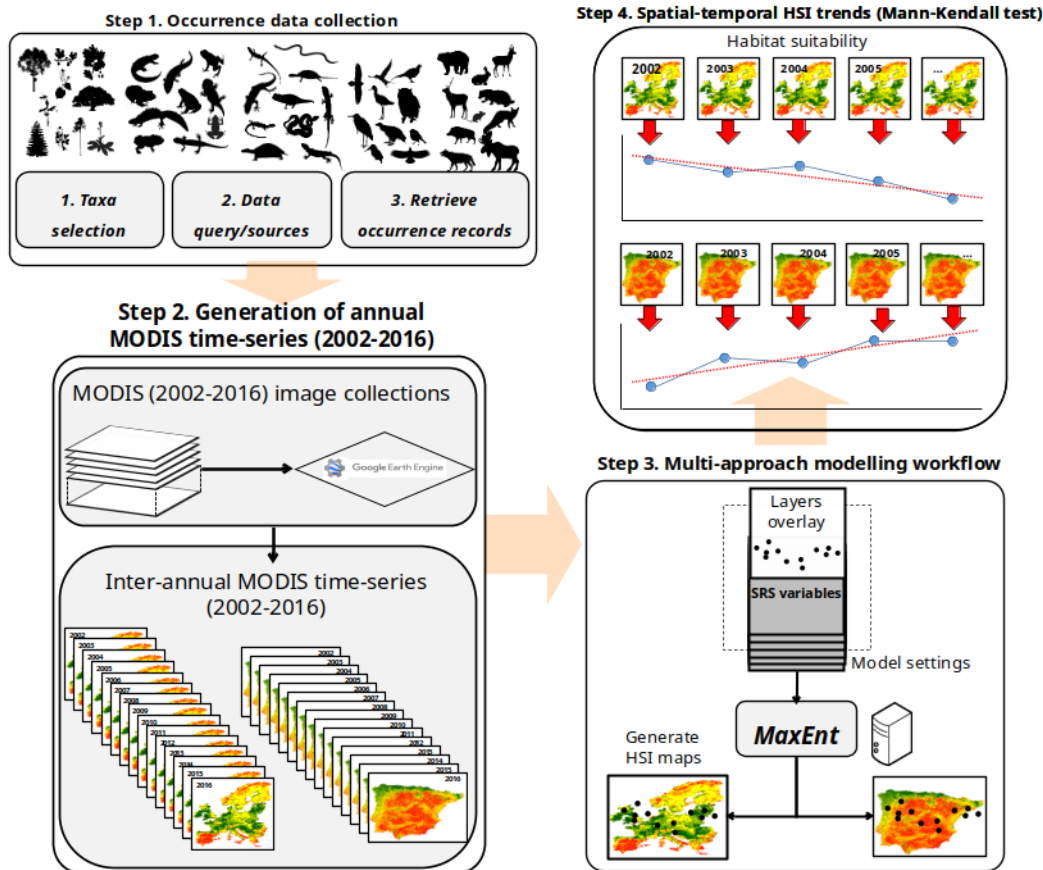 Step 1. Occurrence data collection
1. Taxa
selection
2. Data
query/sources
3. Retrieve
occurrence records
Step 2. Generation of annual
MODIS time-series (2002-2016)
MODIS (2002-2016) image collections
Google Earth Engine
Inter-annual MODIS time-series
(2002-2016)
2002
2003
2004
2005
2006
2007
2008
2009
2010
2011
2012
2013
2015
2016
2002
2003
2004
2005
2006
2007
2008
2009
2010
2011
2012
2013
2014
2015
2016
Step 3. Multi-approach modelling workflow
Layers
overlay
SRS variables
Model settings
MaxEnt
Generate
HSI maps
Step 4. Spatial-temporal HSI trends (Mann-Kendall test)
Habitat suitability
2002
2003
2004
2005
...
2002
2003
2004
2005
...